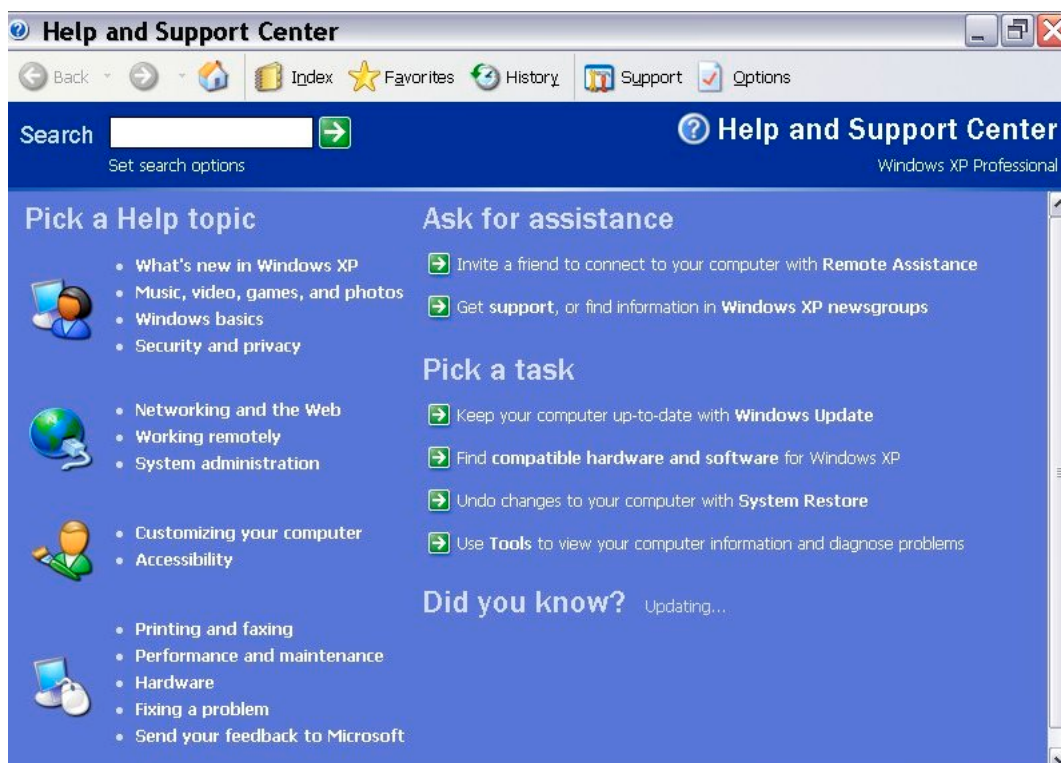 Help and Support Center
Back
Index
Favorites
History
Support
Options
Search
Set search options
Help and Support Center
Windows XP Professional
Pick a Help topic
What's new in Windows XP
Music, video, games, and photos
Windows basics
Security and privacy
Networking and the Web
Working remotely
System administration
Customizing your computer
Accessibility
Printing and faxing
Performance and maintenance
Hardware
Fixing a problem
Send your feedback to Microsoft
Ask for assistance
Invite a friend to connect to your computer with Remote Assistance
Get support, or find information in Windows XP newsgroups
Pick a task
Keep your computer up-to-date with Windows Update
Find compatible hardware and software for Windows XP
Undo changes to your computer with System Restore
Use Tools to view your computer information and diagnose problems
Did you know? Updating...